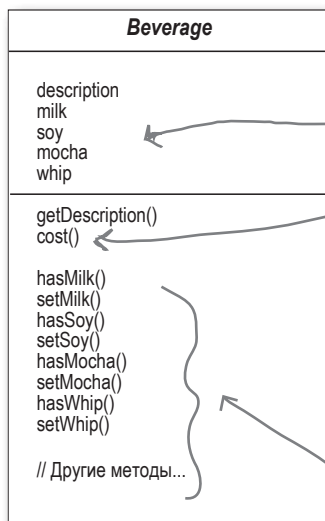 Beverage
description
milk
soy
mocha
whip
getDescription()
cost()
hasMilk()
setMilk()
hasSoy()
setSoy()
hasMocha()
setMocha()
hasWhip()
setWhip()
// Другие методы...